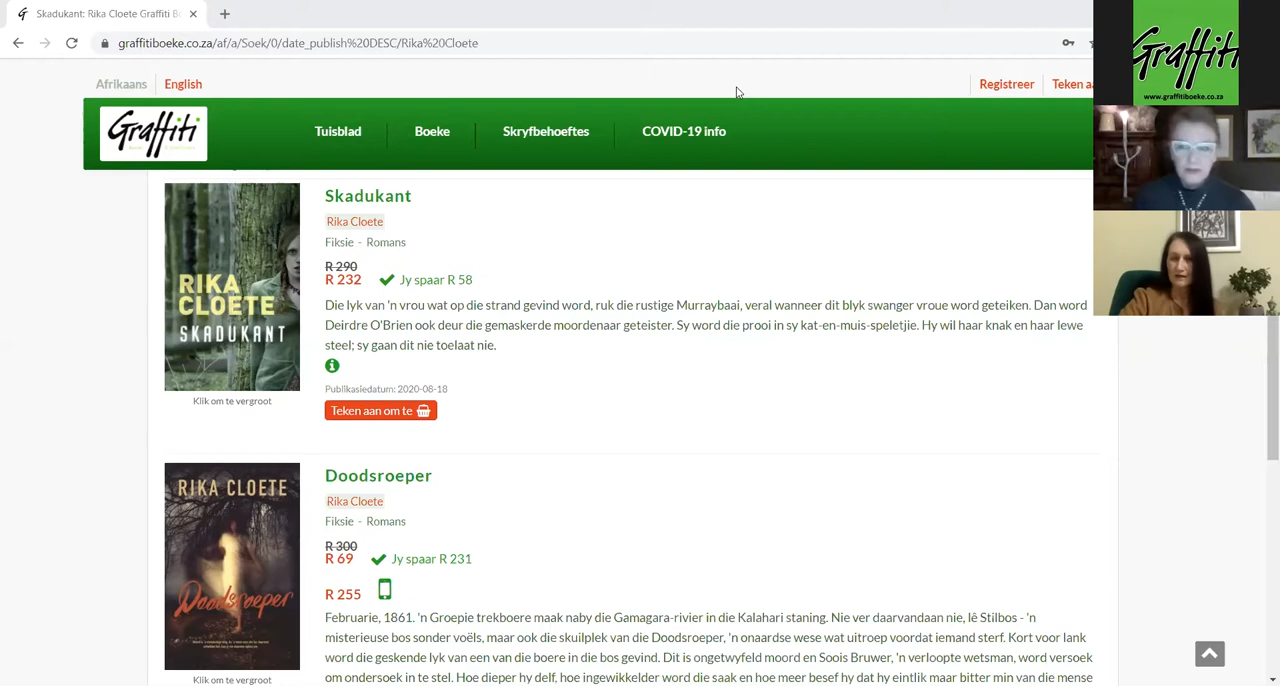 Skadukant: Rika Cloete Graffiti B
graffitiboeke.co.za/af/a/Soek/0/date_publish%20DESC/Rika%20Cloete
Afrikaans English Registreer Teken
Graffiti
www.graffitiboeke.co.za
Graffiti Tuisblad Boeke Skryfbehoeftes COVID-19 info
RIKA
CLOETE
SKADUKANT
Klik om te vergroot
Skadukant
Rika Cloete
Fiksie - Romans
R 290
R 232 Jy spaar R 58
Die lyk van 'n vrou wat op die strand gevind word, ruk die rustige Murraybaai, veral wanneer dit blyk swanger vroue word geteiken. Dan word
Deirdre O'Brien ook deur die gemaskerde moordenaar geteister. Sy word die prooi in sy kat-en-muis-speletjie. Hy wil haar knak en haar lewe
steel; sy gaan dit nie toelaat nie.
Publikasiedatum: 2020-08-18
Teken aan om te
RIKA CLOETE
Doodsroeper
Klik om te vergroot
Doodsroeper
Rika Cloete
Fiksie - Romans
R 300
R 69 Jy spaar R 231
R 255
Februarie, 1861. 'n Groepie trekboere maak naby die Gamagara-rivier in die Kalahari staning. Nie ver daarvandaan nie, lê Stilbos - 'n
misterieuse bos sonder voëls, maar ook die skuilplek van die Doodsroeper, 'n onaardse wese wat uitroep voordat iemand sterf. Kort voor lank
word die geskende lyk van een van die boere in die bos gevind. Dit is ongetwyfeld moord en Soois Bruwer, 'n verloopte wetsman, word versoek
om ondersoek in te stel. Hoe dieper hy delf, hoe ingewikkelder word die saak en hoe meer besef hy dat hy eintlik maar bitter min van die mense